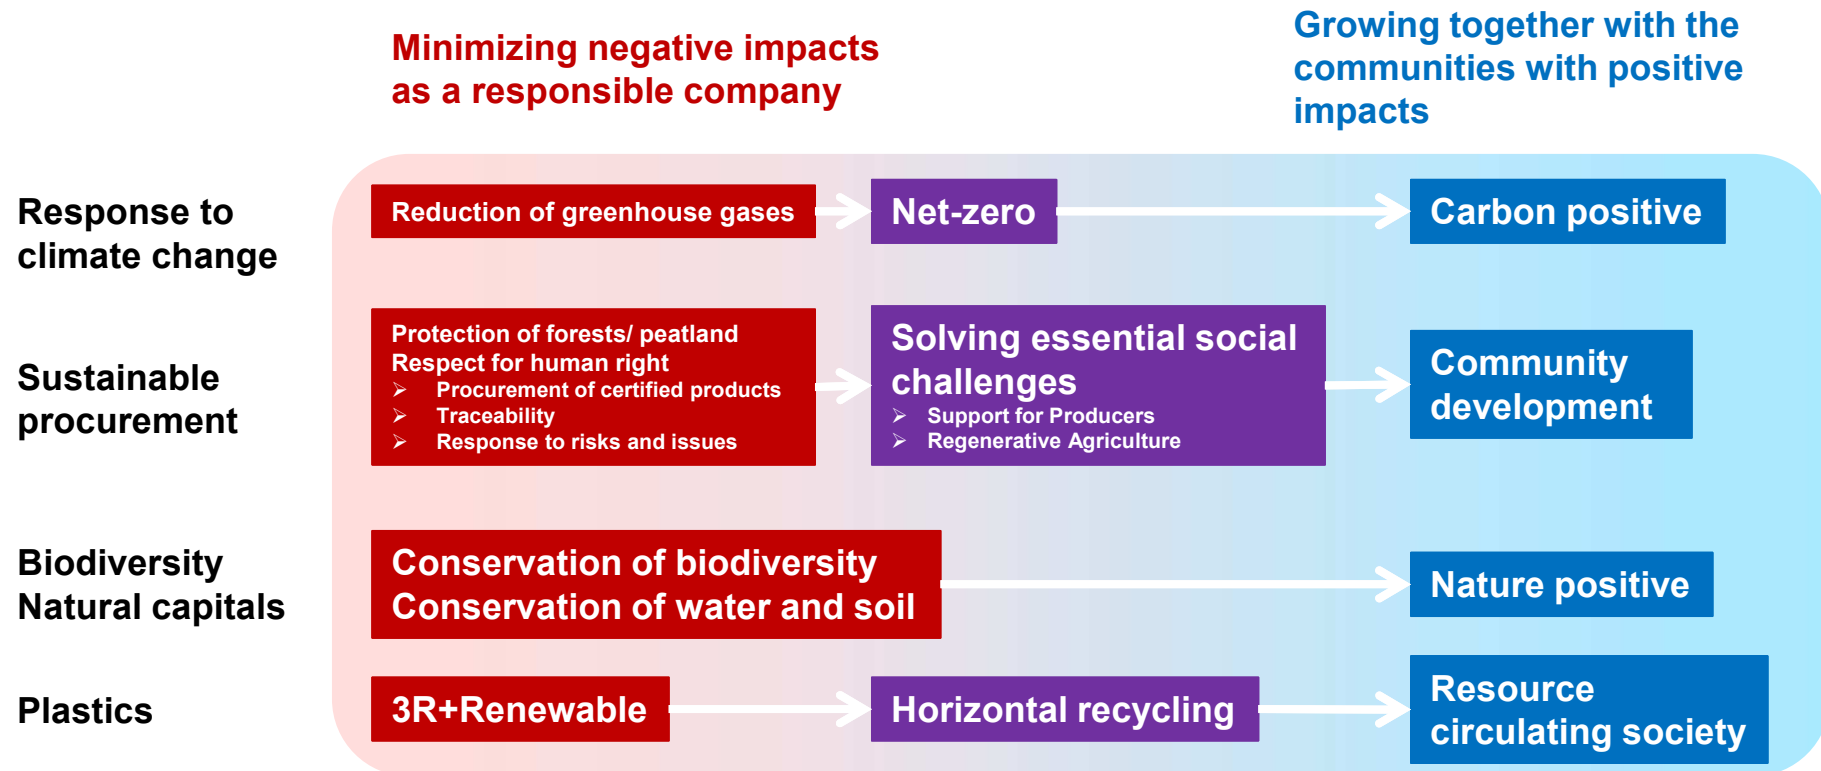 Minimizing negative impacts
as a responsible company
Growing together with the
communities with positive
impacts
Response to
climate change
Reduction of greenhouse gases
Net-zero
Carbon positive
Sustainable
procurement
Protection of forests/ peatland
Respect for human right
➢ Procurement of certified products
➢ Traceability
➢ Response to risks and issues
Solving essential social
challenges
➢ Support for Producers
➢ Regenerative Agriculture
Community
development
Biodiversity
Natural capitals
Conservation of biodiversity
Conservation of water and soil
Nature positive
Plastics
3R+Renewable
Horizontal recycling
Resource
circulating society